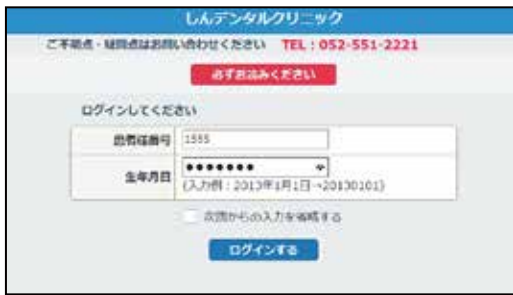 しんデンタルクリニック
ご不明点・疑問点はお問い合わせください TEL：052-551-2221
必ずお読みください
ログインしてください
患者様番号 1555
生年月日 ●●●●●●●
(入力例：2013年1月1日→20130101)
次回からの入力を省略する
ログインする